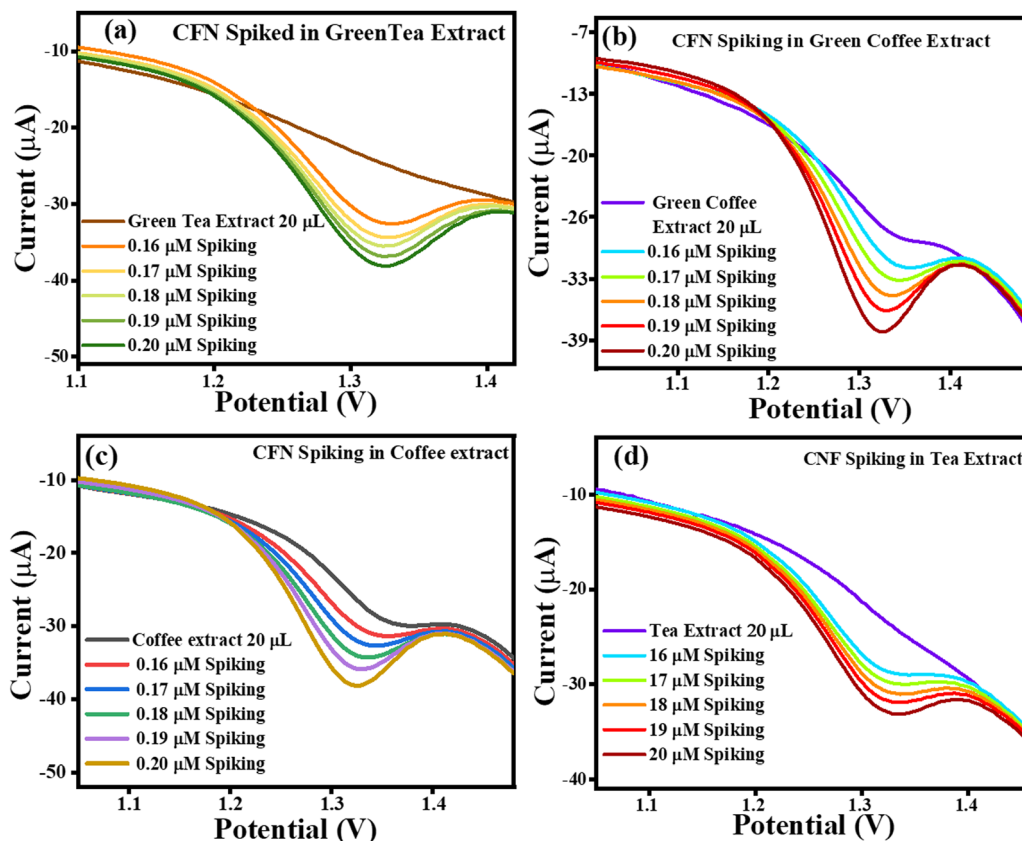 (a)
CFN Spiked in GreenTea Extract
-10
-20
-30
-40
-50
Current (µA)
Green Tea Extract 20 µL
0.16 µM Spiking
0.17 µM Spiking
0.18 µM Spiking
0.19 µM Spiking
0.20 µM Spiking
1.1
1.2
1.3
1.4
Potential (V)
(b)
CFN Spiking in Green Coffee Extract
-7
-13
-20
-26
-33
-39
Current (µA)
Green Coffee
Extract 20 µL
0.16 µM Spiking
0.17 µM Spiking
0.18 µM Spiking
0.19 µM Spiking
0.20 µM Spiking
1.1
1.2
1.3
1.4
Potential (V)
(c)
CFN Spiking in Coffee extract
-10
-20
-30
-40
-50
Current (µA)
Coffee extract 20 µL
0.16 µM Spiking
0.17 µM Spiking
0.18 µM Spiking
0.19 µM Spiking
0.20 µM Spiking
1.1
1.2
1.3
1.4
Potential (V)
(d)
CNF Spiking in Tea Extract
-10
-20
-30
-40
Current (µA)
Tea Extract 20 µL
16 µM Spiking
17 µM Spiking
18 µM Spiking
19 µM Spiking
20 µM Spiking
1.1
1.2
1.3
1.4
Potential (V)